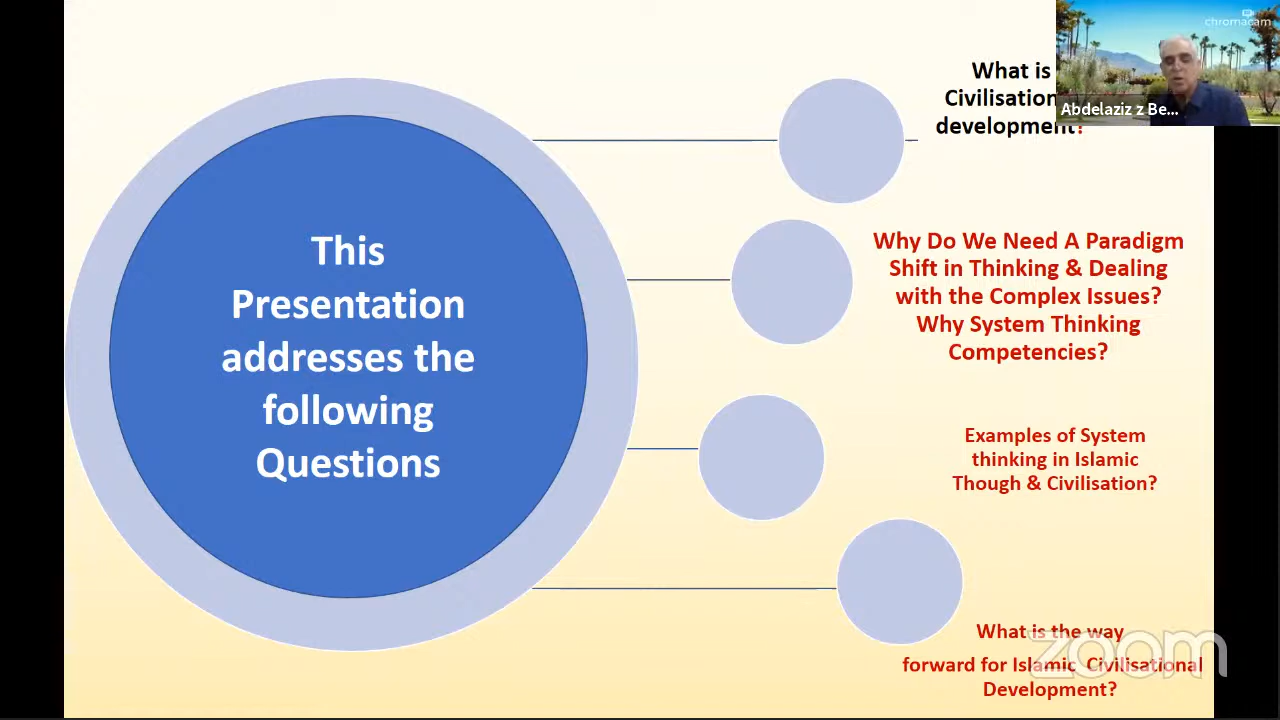 This
Presentation
addresses the
following
Questions
What is
Civilisation
development?
Why Do We Need A Paradigm
Shift in Thinking & Dealing
with the Complex Issues?
Why System Thinking
Competencies?
Examples of System
thinking in Islamic
Though & Civilisation?
What is the way
forward for Islamic Civilisational
Development?
chromacam
Abdelaziz z Be...
zoom